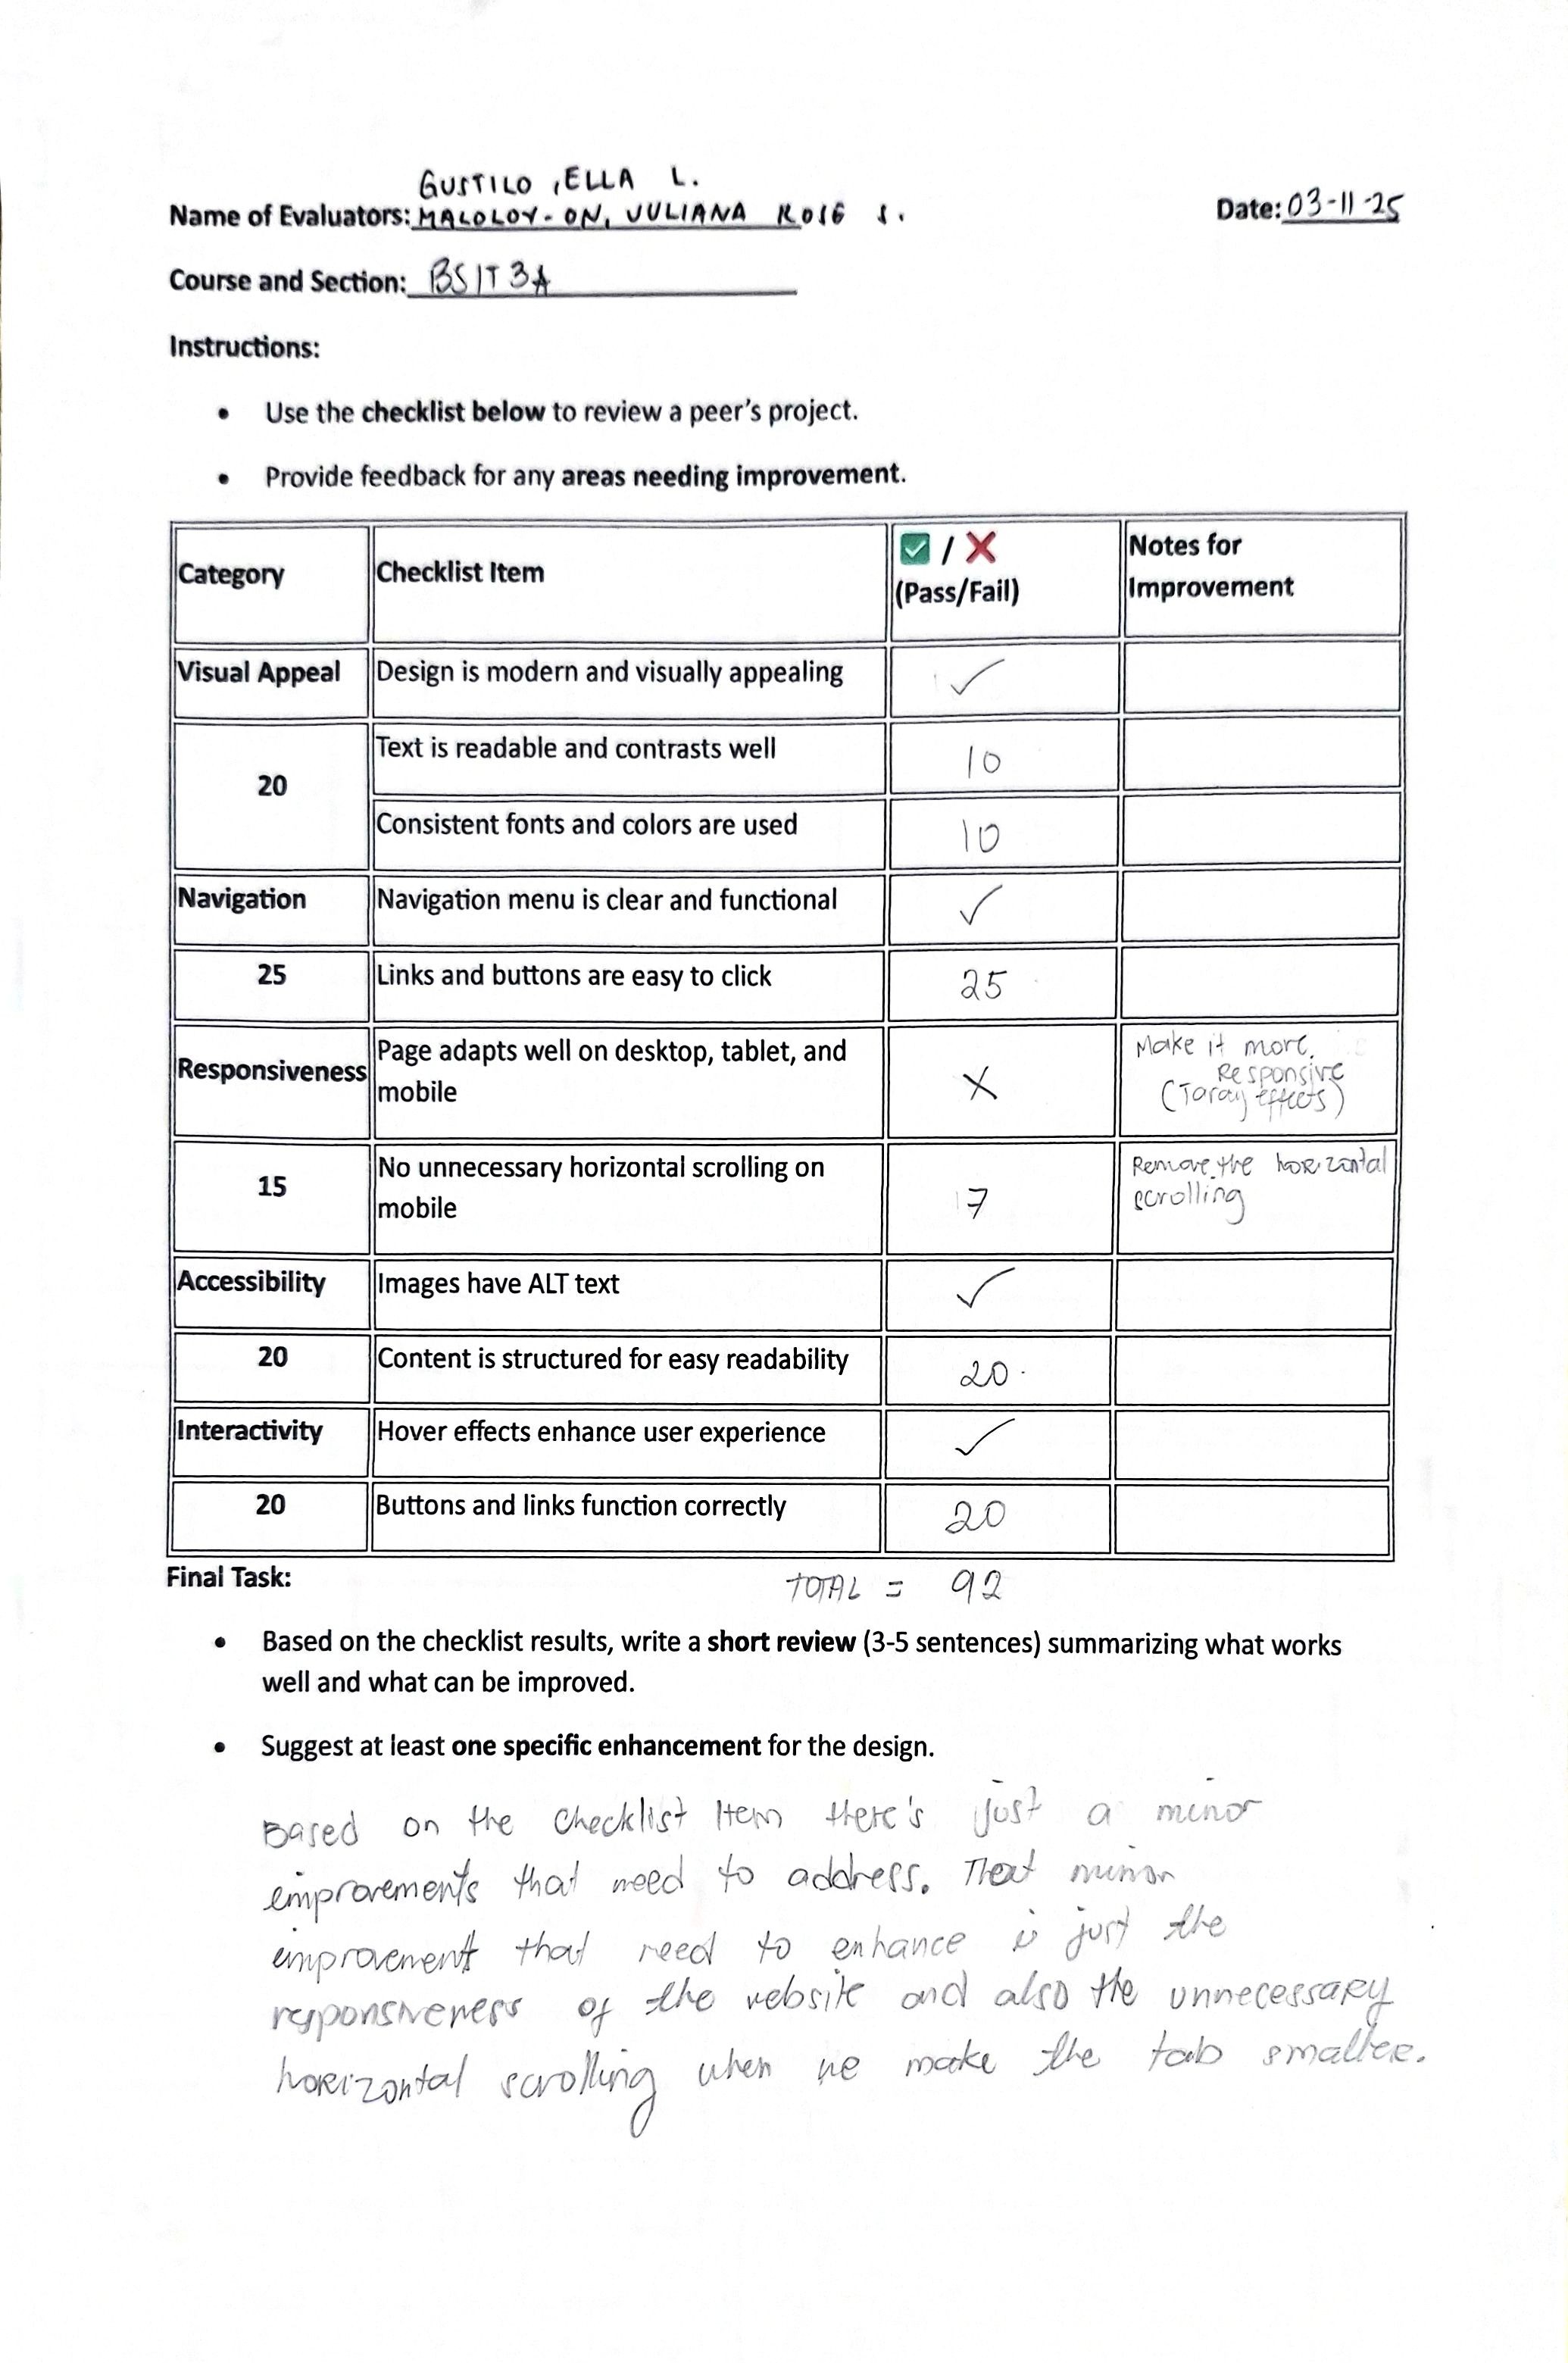 GUSTILO, ELLA L.
Name of Evaluators: MALOLOY-ON, JULIANA ROSE S.
Date: 03-11-25
Course and Section: BSIT 3A
Instructions:
• Use the checklist below to review a peer's project.
• Provide feedback for any areas needing improvement.
Category Checklist Item ✅ / ❌ (Pass/Fail) Notes for Improvement
Visual Appeal Design is modern and visually appealing ✓
20 Text is readable and contrasts well 10
Consistent fonts and colors are used 10
Navigation Navigation menu is clear and functional ✓
25 Links and buttons are easy to click 25
Responsiveness Page adapts well on desktop, tablet, and mobile X Make it more Responsive (Taray effects)
15 No unnecessary horizontal scrolling on mobile 7 Remove the horizontal scrolling
Accessibility Images have ALT text ✓
20 Content is structured for easy readability 20
Interactivity Hover effects enhance user experience ✓
20 Buttons and links function correctly 20
Final Task:
TOTAL = 92
• Based on the checklist results, write a short review (3-5 sentences) summarizing what works
well and what can be improved.
• Suggest at least one specific enhancement for the design.
Based on the checklist Item there's just a minor
improvements that need to address. That minor
improvement that need to enhance is just the
responsiveness of the website and also the unnecessary
horizontal scrolling when we make the tab smaller.